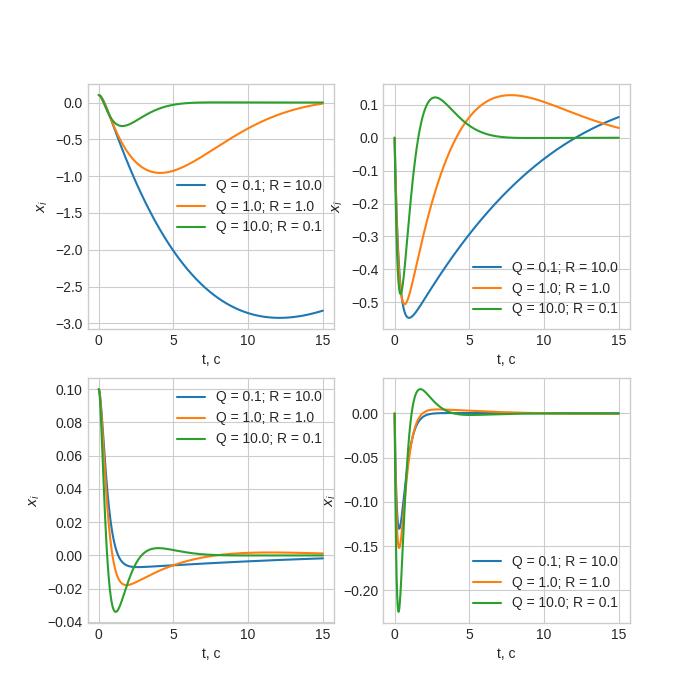 0.0
−0.5
−1.0
−1.5
−2.0
−2.5
−3.0
xᵢ
Q = 0.1; R = 10.0
Q = 1.0; R = 1.0
Q = 10.0; R = 0.1
0 5 10 15
t, c
0.1
0.0
−0.1
−0.2
−0.3
−0.4
−0.5
xᵢ
Q = 0.1; R = 10.0
Q = 1.0; R = 1.0
Q = 10.0; R = 0.1
0 5 10 15
t, c
0.10
0.08
0.06
0.04
0.02
0.00
−0.02
−0.04
xᵢ
Q = 0.1; R = 10.0
Q = 1.0; R = 1.0
Q = 10.0; R = 0.1
0 5 10 15
t, c
0.00
−0.05
−0.10
−0.15
−0.20
xᵢ
Q = 0.1; R = 10.0
Q = 1.0; R = 1.0
Q = 10.0; R = 0.1
0 5 10 15
t, c